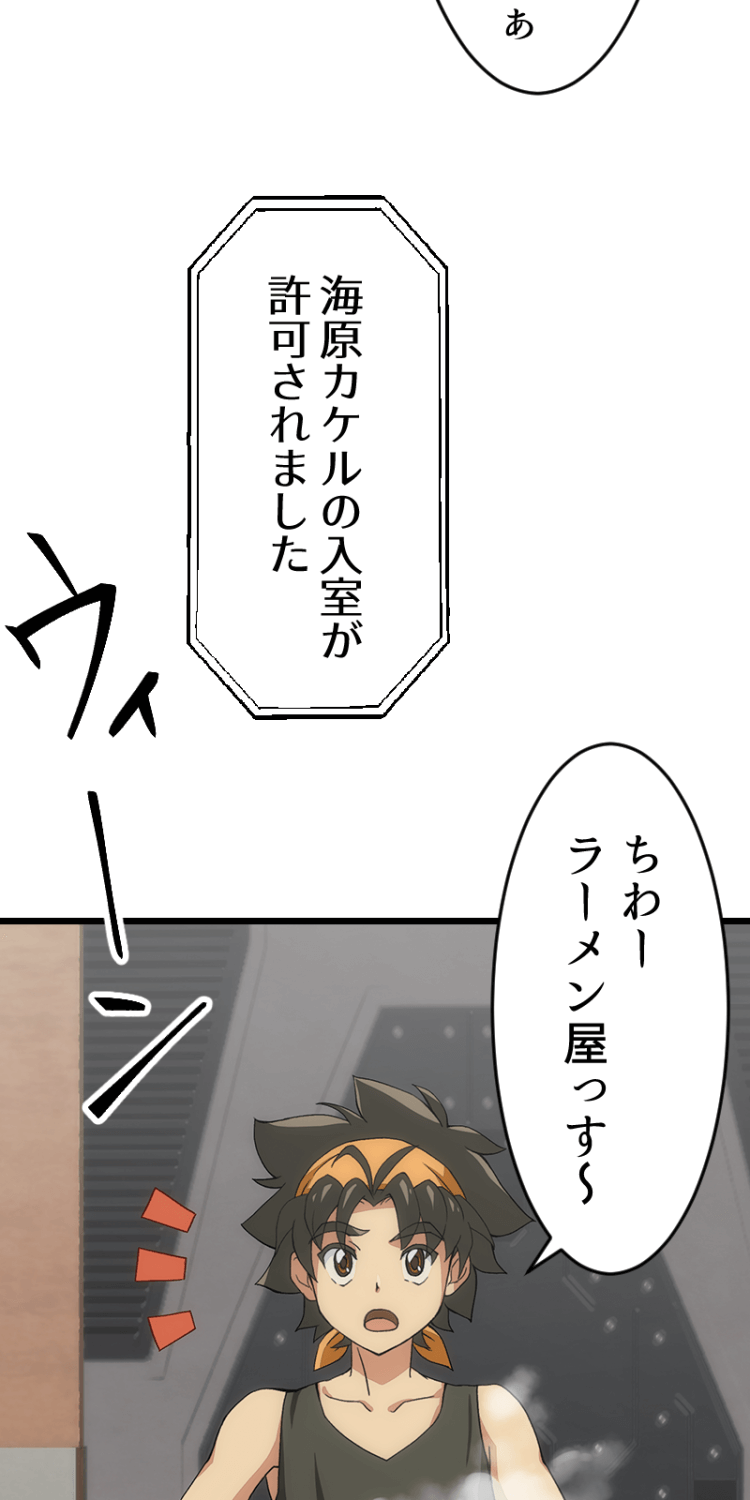 あ
海原カケルの入室が
許可されました
ウィーン
ちわー
ラーメン屋っす～